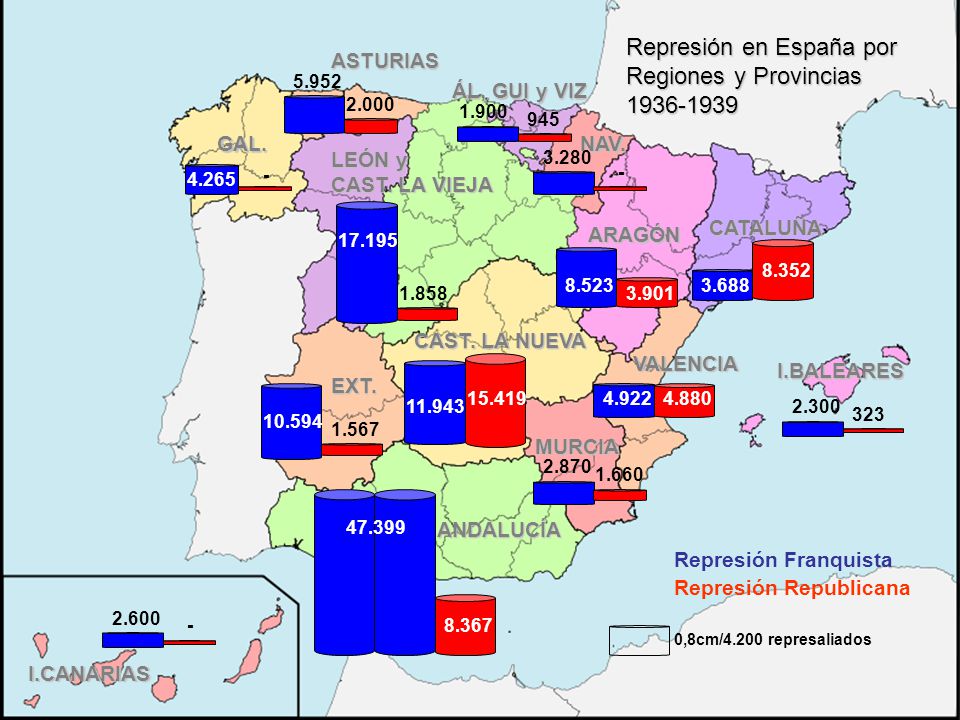 Represión en España por
Regiones y Provincias
1936-1939
ASTURIAS
5.952
2.000
ÁL, GUI y VIZ
1.900
945
GAL.
4.265
-
LEÓN y
CAST. LA VIEJA
17.195
1.858
NAV.
3.280
-
ARAGÓN
8.523
3.901
CATALUÑA
3.688
8.352
CAST. LA NUEVA
11.943
15.419
VALENCIA
4.922
4.880
I.BALEARES
2.300
323
EXT.
10.594
1.567
MURCIA
2.870
1.660
ANDALUCÍA
47.399
8.367
Represión Franquista
Represión Republicana
0,8cm/4.200 represaliados
2.600
-
I.CANARIAS